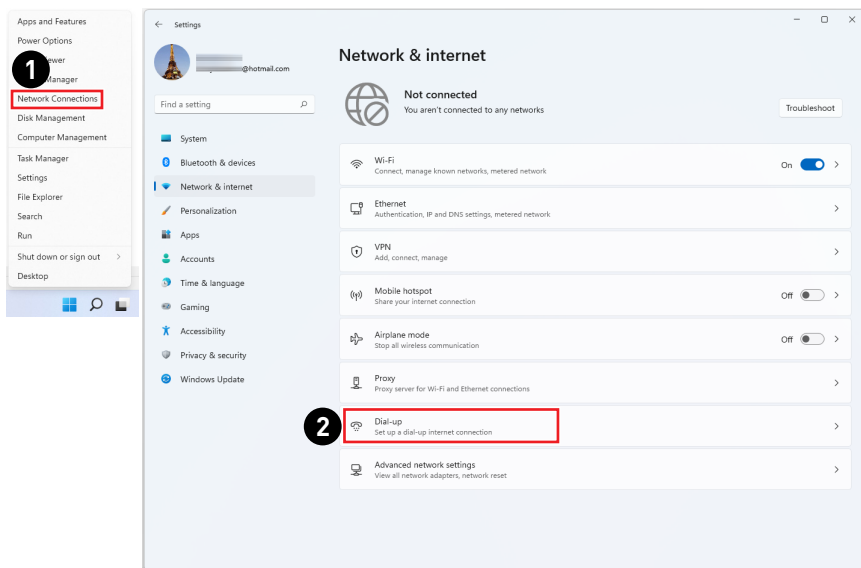 Apps and Features
Power Options
ewer
1
Manager
Network Connections
Disk Management
Computer Management
Task Manager
Settings
File Explorer
Search
Run
Shut down or sign out
Desktop
Settings
@hotmail.com
Find a setting
System
Bluetooth & devices
Network & internet
Personalization
Apps
Accounts
Time & language
Gaming
Accessibility
Privacy & security
Windows Update
Network & internet
Not connected
You aren't connected to any networks
Troubleshoot
Wi-Fi
Connect, manage known networks, metered network
On
Ethernet
Authentication, IP and DNS settings, metered network
VPN
Add, connect, manage
Mobile hotspot
Share your internet connection
Off
Airplane mode
Stop all wireless communication
Off
Proxy
Proxy server for Wi-Fi and Ethernet connections
2
Dial-up
Set up a dial-up internet connection
Advanced network settings
View all network adapters, network reset